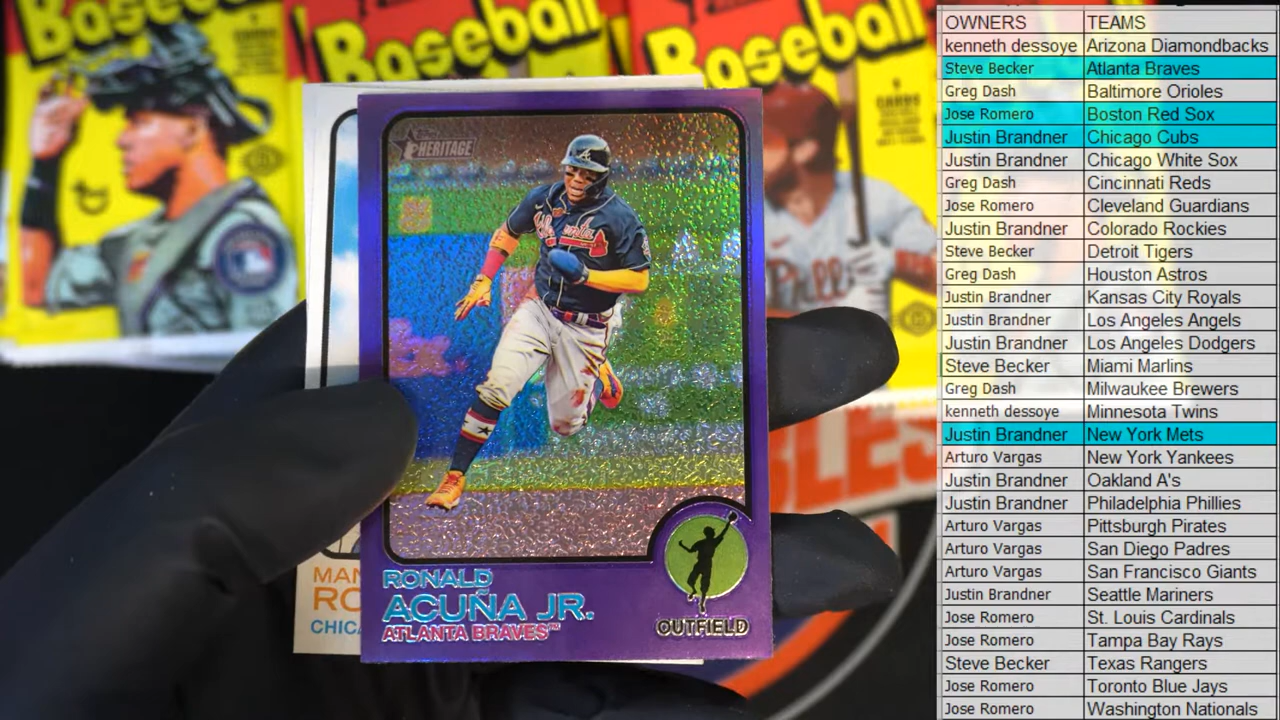 Baseball
Baseball
Baseball
CARDS
HERITAGE
Phill
BLES
RONALD
ACUÑA JR.
ATLANTA BRAVES™
OUTFIELD
MAN
RO
CHICA
OWNERS TEAMS
kenneth dessoye Arizona Diamondbacks
Steve Becker Atlanta Braves
Greg Dash Baltimore Orioles
Jose Romero Boston Red Sox
Justin Brandner Chicago Cubs
Justin Brandner Chicago White Sox
Greg Dash Cincinnati Reds
Jose Romero Cleveland Guardians
Justin Brandner Colorado Rockies
Steve Becker Detroit Tigers
Greg Dash Houston Astros
Justin Brandner Kansas City Royals
Justin Brandner Los Angeles Angels
Justin Brandner Los Angeles Dodgers
Steve Becker Miami Marlins
Greg Dash Milwaukee Brewers
kenneth dessoye Minnesota Twins
Justin Brandner New York Mets
Arturo Vargas New York Yankees
Justin Brandner Oakland A's
Justin Brandner Philadelphia Phillies
Arturo Vargas Pittsburgh Pirates
Arturo Vargas San Diego Padres
Arturo Vargas San Francisco Giants
Justin Brandner Seattle Mariners
Jose Romero St. Louis Cardinals
Jose Romero Tampa Bay Rays
Steve Becker Texas Rangers
Jose Romero Toronto Blue Jays
Jose Romero Washington Nationals